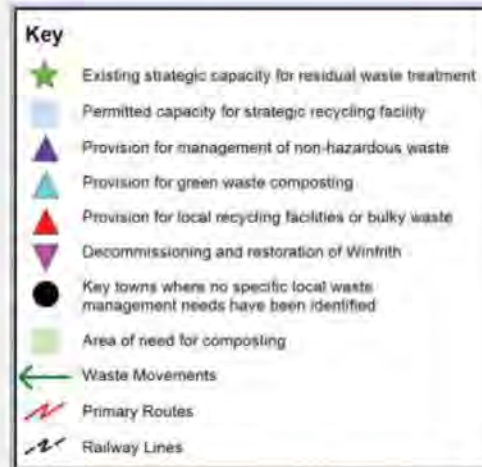 Key
Existing strategic capacity for residual waste treatment
Permitted capacity for strategic recycling facility
Provision for management of non-hazardous waste
Provision for green waste composting
Provision for local recycling facilities or bulky waste
Decommissioning and restoration of Winfrith
Key towns where no specific local waste
management needs have been identified
Area of need for composting
Waste Movements
Primary Routes
Railway Lines